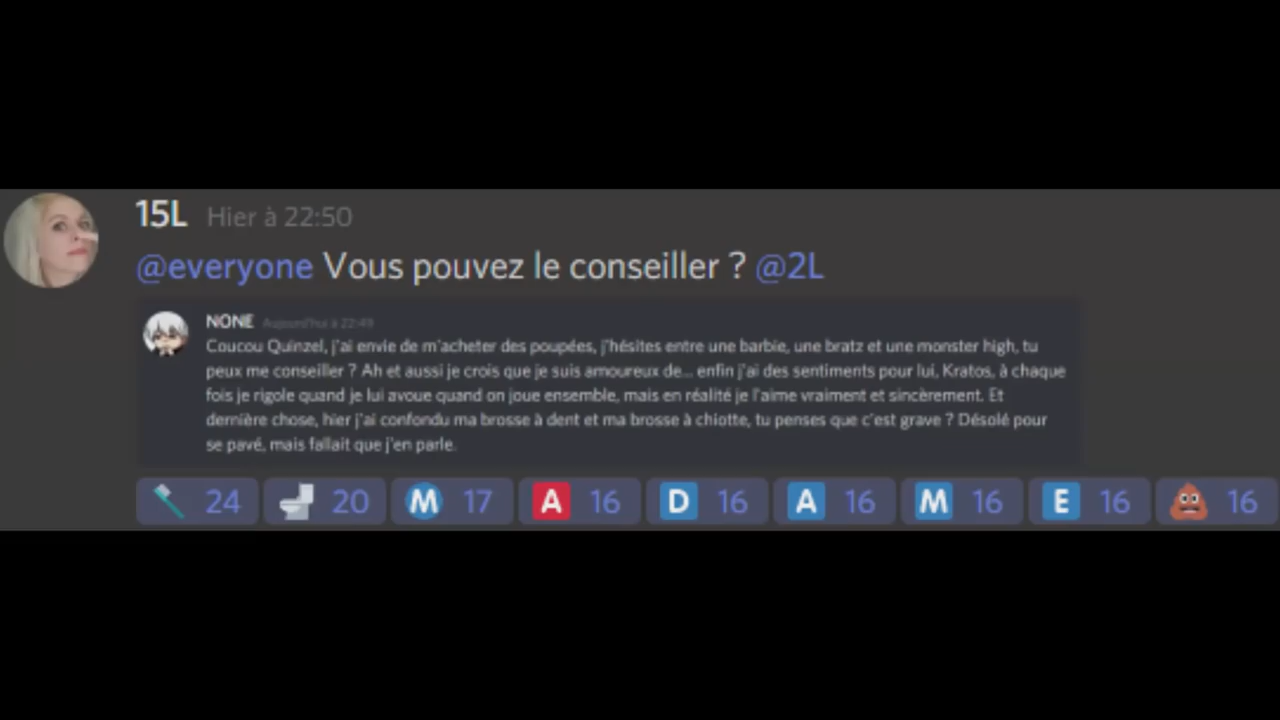 15L Hier à 22:50
@everyone Vous pouvez le conseiller ? @2L
NONE Aujourd'hui à 22:49
Coucou Quinzel, j'ai envie de m'acheter des poupées, j'hésites entre une barbie, une bratz et une monster high, tu
peux me conseiller ? Ah et aussi je crois que je suis amoureux de... enfin j'ai des sentiments pour lui, Kratos, à chaque
fois je rigole quand je lui avoue quand on joue ensemble, mais en réalité je l'aime vraiment et sincèrement. Et
dernière chose, hier j'ai confondu ma brosse à dent et ma brosse à chiotte, tu penses que c'est grave ? Désolé pour
se pavé, mais fallait que j'en parle.
24 20 M 17 A 16 D 16 A 16 M 16 E 16 16